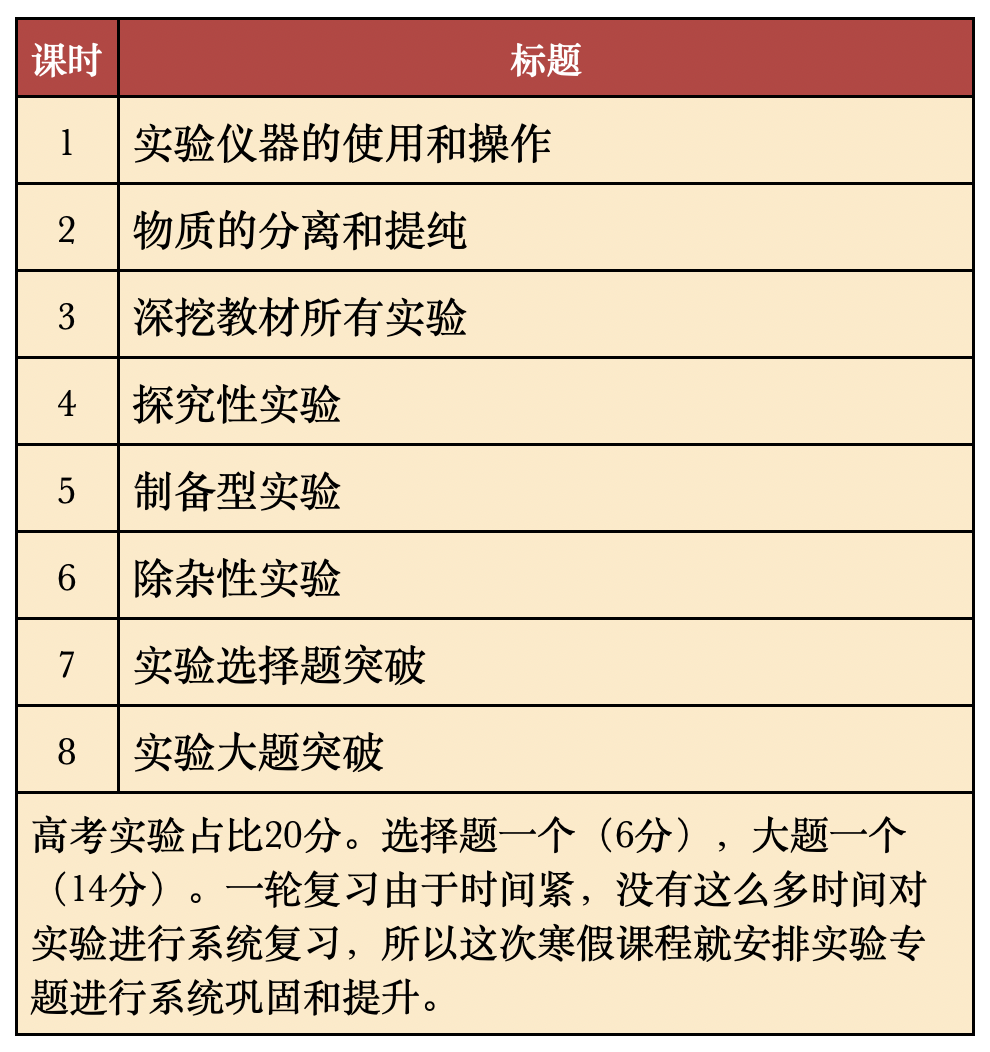 课时 标题
1 实验仪器的使用和操作
2 物质的分离和提纯
3 深挖教材所有实验
4 探究性实验
5 制备型实验
6 除杂性实验
7 实验选择题突破
8 实验大题突破
高考实验占比20分。选择题一个（6分），大题一个
（14分）。一轮复习由于时间紧，没有这么多时间对
实验进行系统复习，所以这次寒假课程就安排实验专
题进行系统巩固和提升。